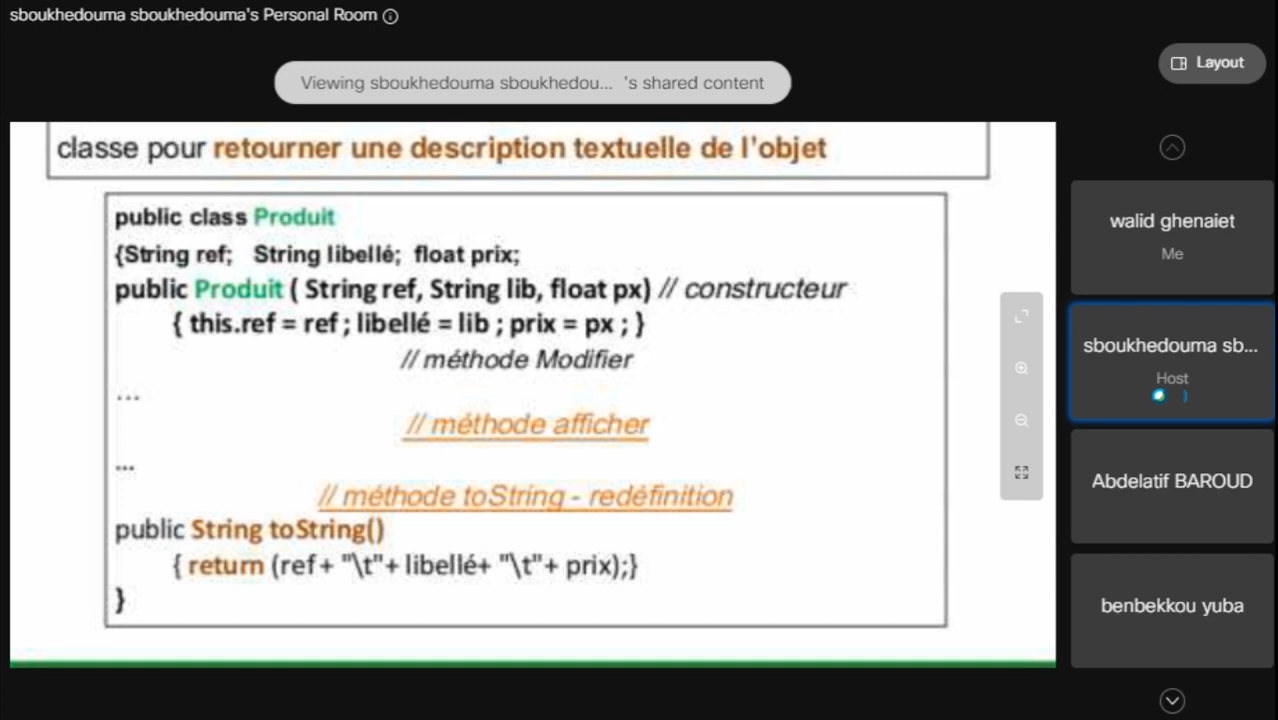 sboukhedouma sboukhedouma's Personal Room
Layout
Viewing sboukhedouma sboukhedou... 's shared content
classe pour retourner une description textuelle de l'objet
public class Produit
{String ref; String libellé; float prix;
public Produit ( String ref, String lib, float px) // constructeur
{ this.ref = ref ; libellé = lib ; prix = px ; }
// méthode Modifier
...
// méthode afficher
...
// méthode toString - redéfinition
public String toString()
{ return (ref+ "\t"+ libellé+ "\t"+ prix);}
}
walid ghenaiet
Me
sboukhedouma sb...
Host
Abdelatif BAROUD
benbekkou yuba